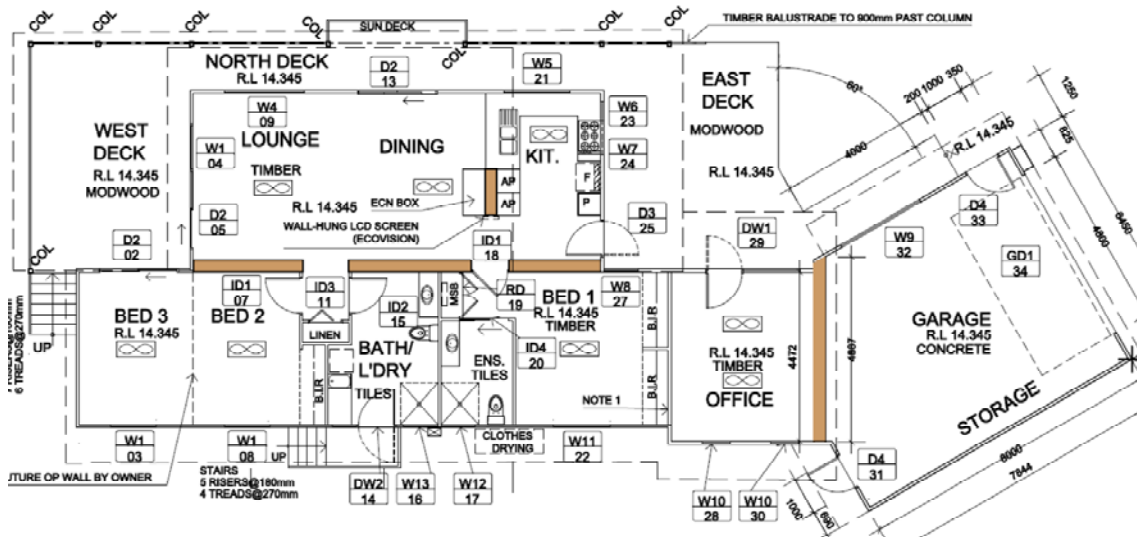 COL
COL
COL
COL
SUN DECK
COL
COL
COL
TIMBER BALUSTRADE TO 900mm PAST COLUMN
NORTH DECK
R.L 14.345
D2
13
W5
21
EAST
DECK
MODWOOD
R.L 14.345
60°
200
1000
350
1250
625
4000
R.L 14.345
WEST
DECK
R.L 14.345
MODWOOD
W4
09
LOUNGE
DINING
W1
04
TIMBER
R.L 14.345
KIT.
W6
23
W7
24
F
P
AP
AP
ECN BOX
WALL-HUNG LCD SCREEN
(ECOVISION)
D2
05
D2
02
COL
D3
25
DW1
29
D4
33
W9
32
GD1
34
4800
6450
ID1
18
ID1
07
ID3
11
ID2
15
MSB
RD
19
BED 1
R.L 14.345
TIMBER
W8
27
B.I.R
B.I.R
BED 3
R.L 14.345
BED 2
LINEN
BATH/
L'DRY
TILES
B.I.R
ENS.
TILES
ID4
20
R.L 14.345
TIMBER
OFFICE
4472
4887
GARAGE
R.L 14.345
CONCRETE
STORAGE
UP
6 TREADS@270mm
NOTE 1
W1
03
W1
08
UP
CLOTHES
DRYING
W11
22
D4
31
UTURE OP WALL BY OWNER
STAIRS
5 RISERS@180mm
4 TREADS@270mm
DW2
14
W13
16
W12
17
W10
28
W10
30
1000
690
8000
7844